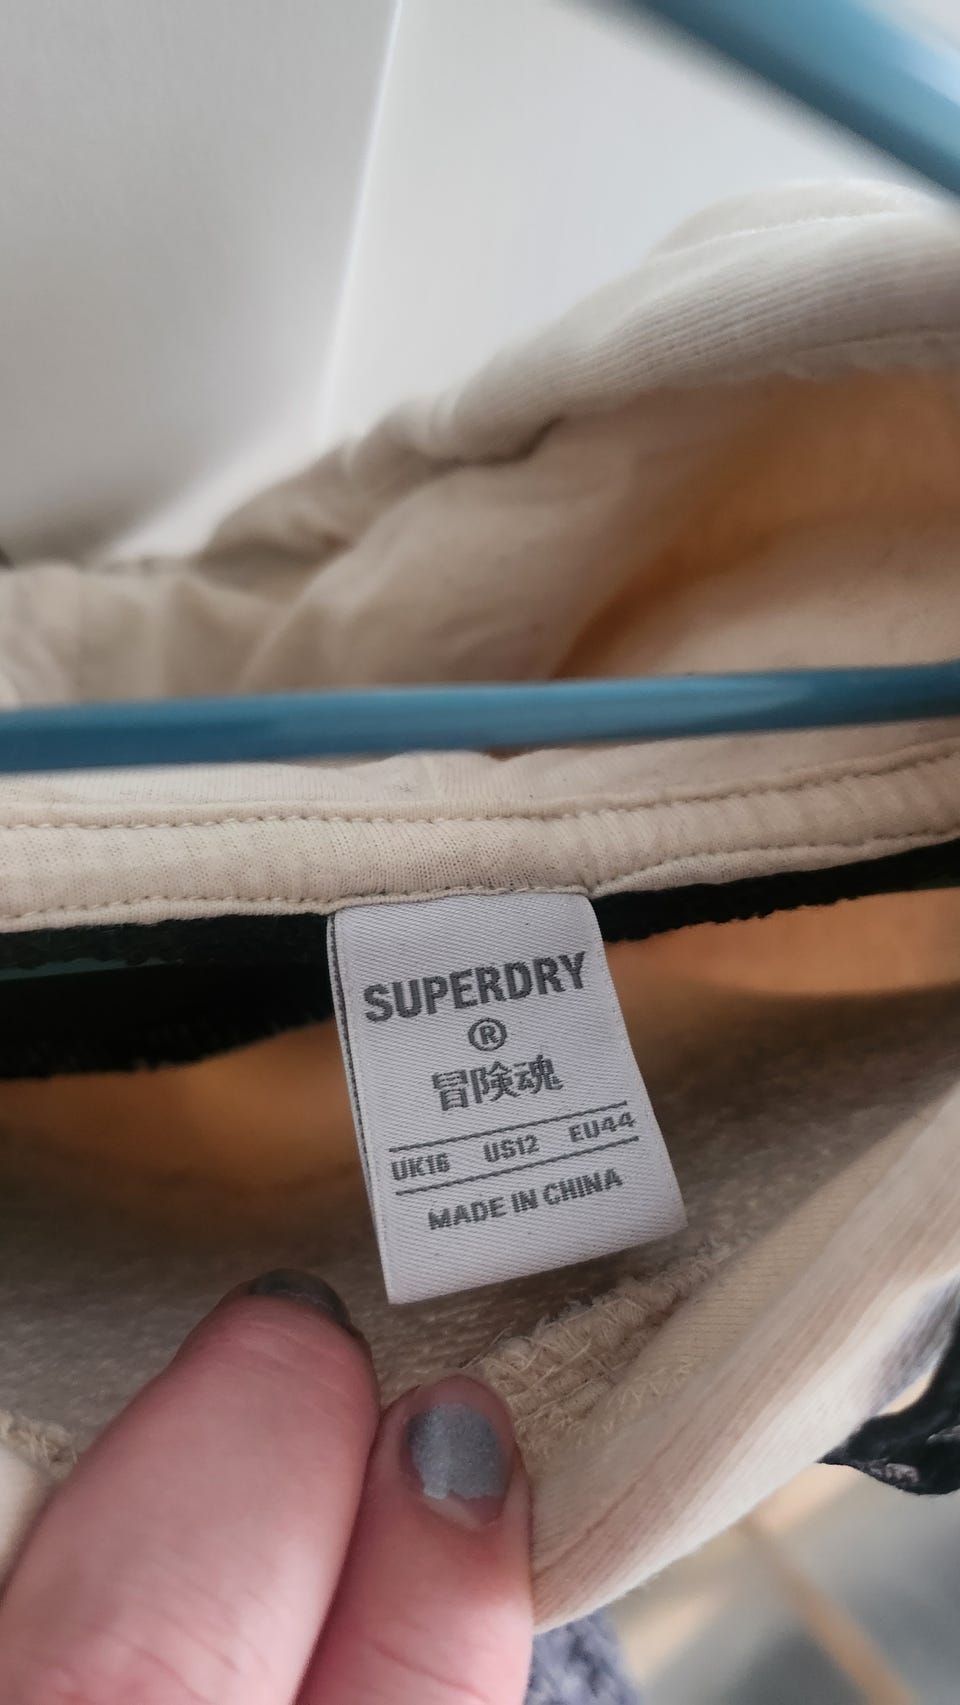 SUPERDRY
®
冒険魂
UK16 US12 EU44
MADE IN CHINA